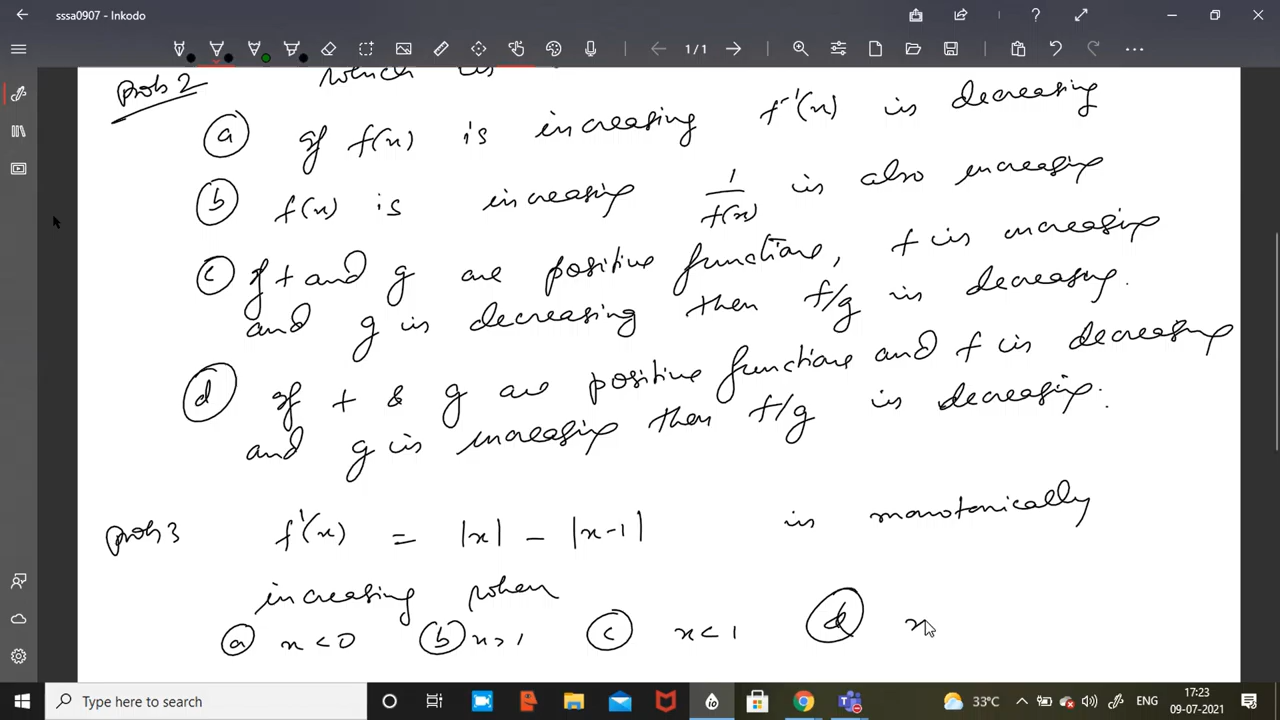 sssa0907 - Inkodo
1/1
Prob 2 which is
(a) If f(x) is increasing f⁻¹(x) is decreasing
(b) f(x) is increasing 1/f(x) is also increasing
(c) If f and g are positive functions, f is increasing
and g is decreasing then f/g is decreasing.
(d) If f & g are positive functions and f is decreasing
and g is increasing then f/g is decreasing.
Prob 3 f'(x) = |x| - |x-1| is monotonically
increasing when
(a) x < 0 (b) x > 1 (c) x < 1 (d) x
Type here to search
33°C
ENG
17:23
09-07-2021